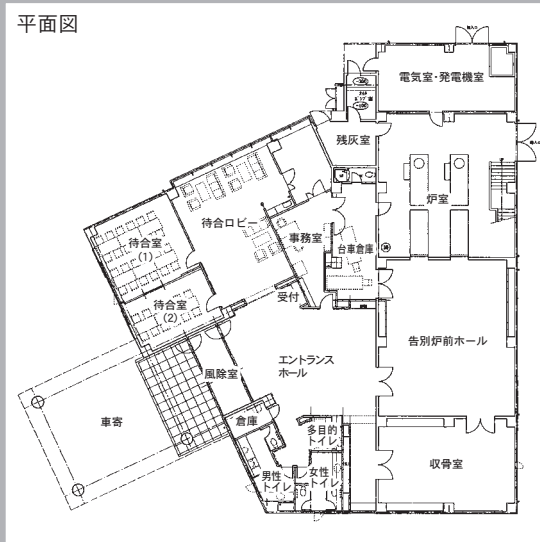 平面図
電気室・発電機室
残灰室
炉室
待合ロビー
事務室
台車倉庫
待合室
(1)
待合室
(2)
受付
告別炉前ホール
エントランス
ホール
風除室
車寄
倉庫
多目的
トイレ
男性
トイレ
女性
トイレ
収骨室